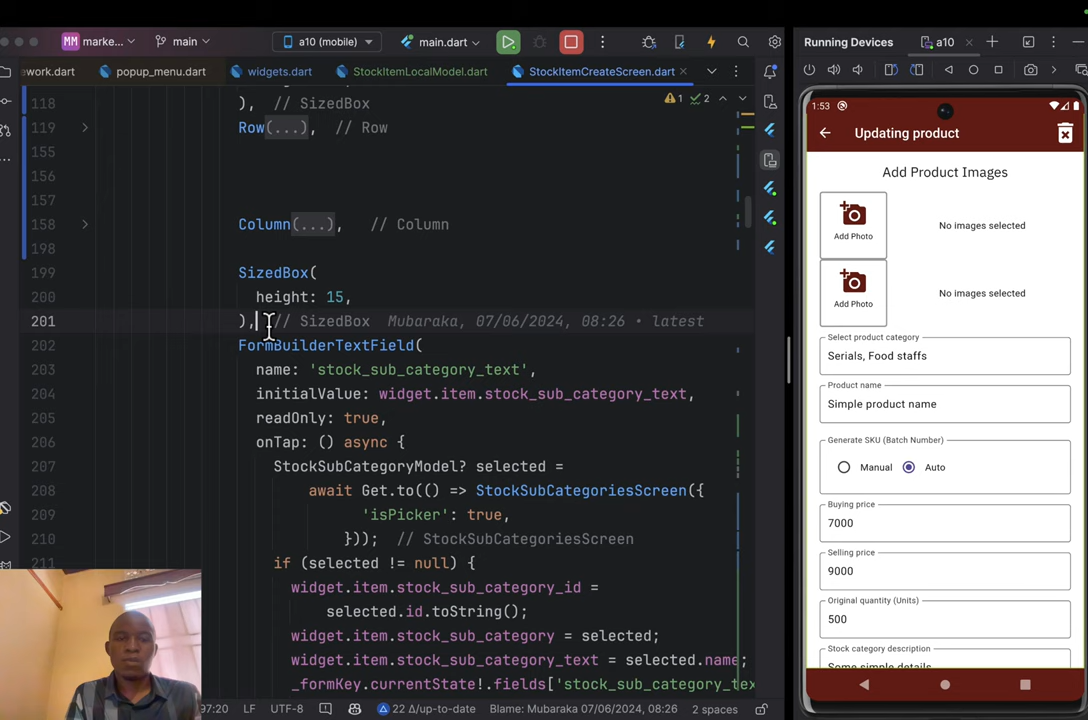 MM marke... main a10 (mobile) main.dart
Running Devices a10
ework.dart popup_menu.dart widgets.dart StockItemLocalModel.dart StockItemCreateScreen.dart
1 2
118 ), // SizedBox
119 Row(...), // Row
155
156
157
158 Column(...), // Column
198
199 SizedBox(
200 height: 15,
201 ), // SizedBox Mubaraka, 07/06/2024, 08:26 • latest
202 FormBuilderTextField(
203 name: 'stock_sub_category_text',
204 initialValue: widget.item.stock_sub_category_text,
205 readOnly: true,
206 onTap: () async {
207 StockSubCategoryModel? selected =
208 await Get.to(() => StockSubCategoriesScreen({
209 'isPicker': true,
210 })); // StockSubCategoriesScreen
211 if (selected != null) {
widget.item.stock_sub_category_id =
selected.id.toString();
widget.item.stock_sub_category = selected;
widget.item.stock_sub_category_text = selected.name;
_formKey.currentState!.fields['stock_sub_category_tex
97:20 LF UTF-8 22 Δ/up-to-date Blame: Mubaraka 07/06/2024, 08:26 2 spaces
1:53
Updating product
Add Product Images
Add Photo
No images selected
Add Photo
No images selected
Select product category
Serials, Food staffs
Product name
Simple product name
Generate SKU (Batch Number)
Manual Auto
Buying price
7000
Selling price
9000
Original quantity (Units)
500
Stock category description
Some simple details